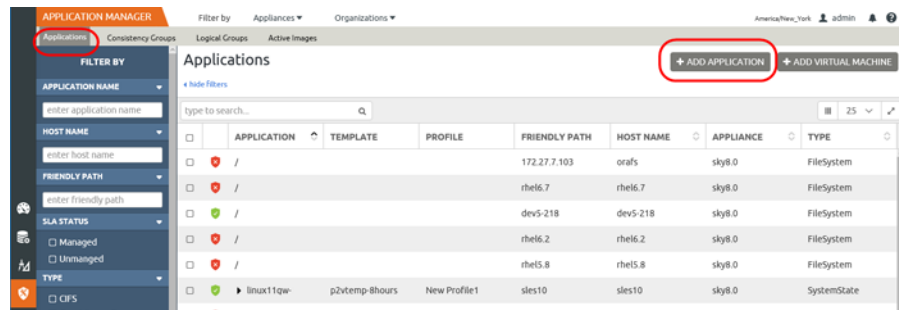 APPLICATION MANAGER Filter by Appliances Organizations America/New_York admin
Applications Consistency Groups Logical Groups Active Images
FILTER BY
Applications
+ ADD APPLICATION + ADD VIRTUAL MACHINE
APPLICATION NAME
hide filters
enter application name
type to search...
25
HOST NAME
APPLICATION TEMPLATE PROFILE FRIENDLY PATH HOST NAME APPLIANCE TYPE
enter host name
/ 172.27.7.103 orafs sky8.0 FileSystem
FRIENDLY PATH
/ rhel6.7 rhel6.7 sky8.0 FileSystem
enter friendly path
/ dev5-218 dev5-218 sky8.0 FileSystem
SLA STATUS
Managed
/ rhel6.2 rhel6.2 sky8.0 FileSystem
Unmanged
/ rhel5.8 rhel5.8 sky8.0 FileSystem
TYPE
linux11qw- p2vtemp-8hours New Profile1 sles10 sles10 sky8.0 SystemState
CIFS